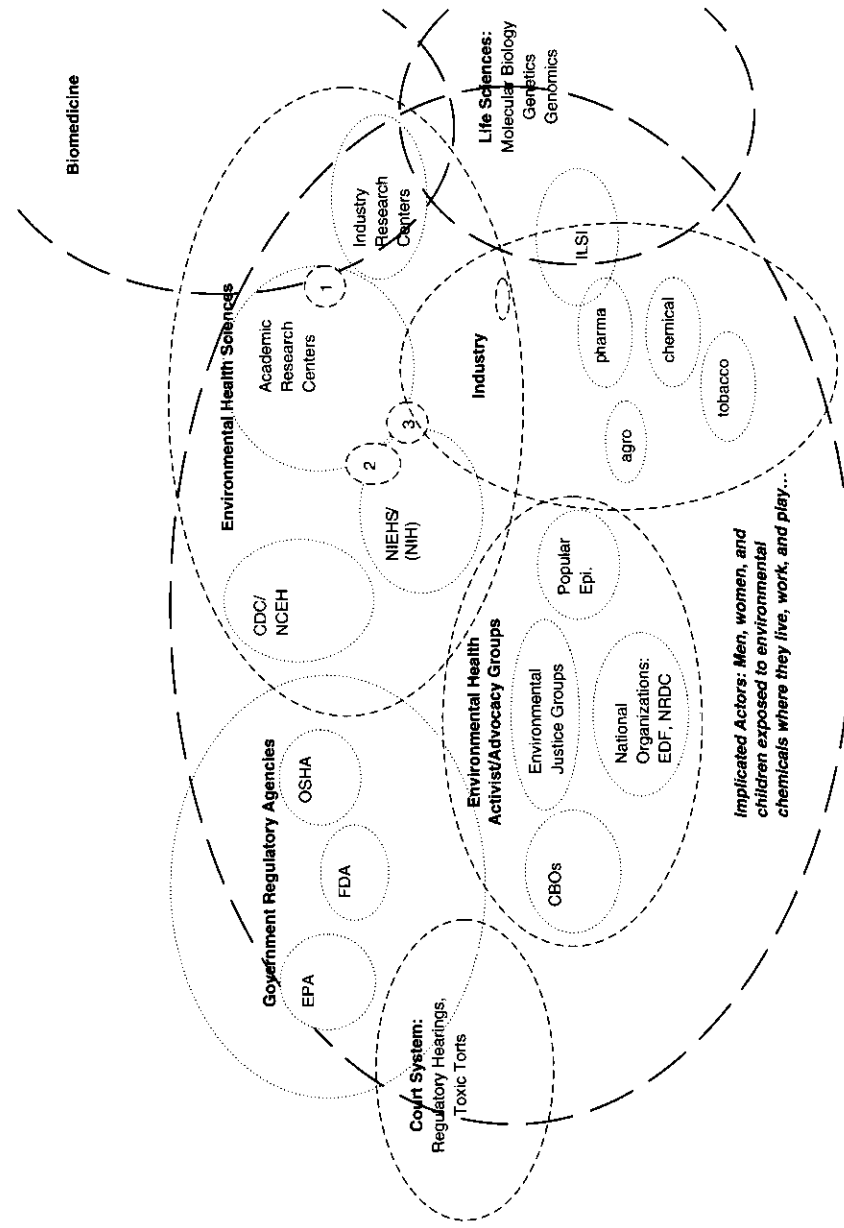 Biomedicine
Environmental Health Sciences
Government Regulatory Agencies
EPA
FDA
OSHA
CDC/
NCEH
NIEHS/
(NIH)
Academic
Research
Centers
1
2
3
Industry
Research
Centers
Court System:
Regulatory Hearings,
Toxic Torts
Environmental Health
Activist/Advocacy Groups
CBOs
Environmental
Justice Groups
Popular
Epi.
National
Organizations:
EDF, NRDC
Industry
agro
pharma
chemical
tobacco
ILSI
Life Sciences:
Molecular Biology
Genetics
Genomics
Implicated Actors: Men, women, and
children exposed to environmental
chemicals where they live, work, and play...